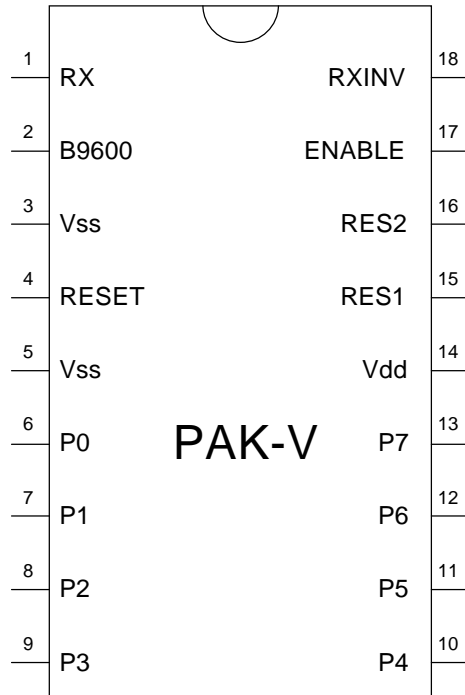 1 RX RXINV 18
2 B9600 ENABLE 17
3 Vss RES2 16
4 RESET RES1 15
5 Vss Vdd 14
6 P0 PAK-V P7 13
7 P1 P6 12
8 P2 P5 11
9 P3 P4 10